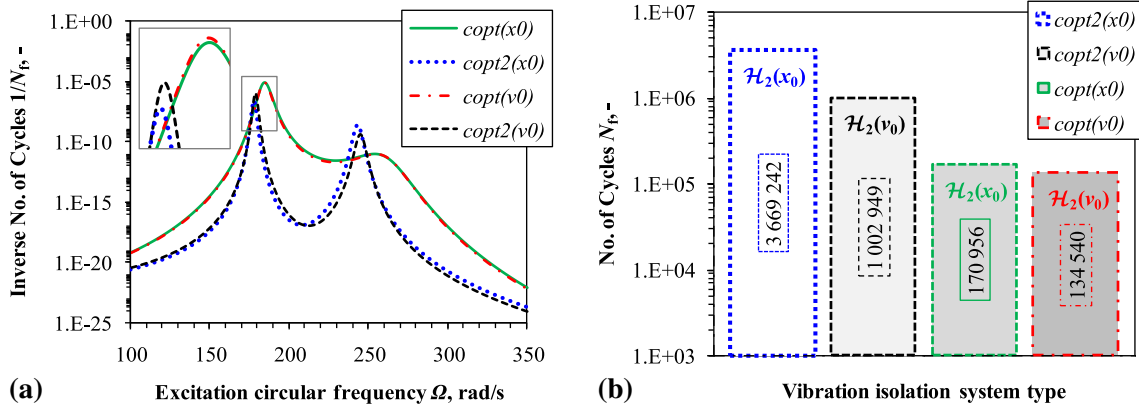 Inverse No. of Cycles 1/Nf, -
1.E+00
1.E-05
1.E-10
1.E-15
1.E-20
1.E-25
100
150
200
250
300
350
copt(x0)
copt2(x0)
copt(v0)
copt2(v0)
(a)
Excitation circular frequency Ω, rad/s
No. of Cycles Nf, -
1.E+07
1.E+06
1.E+05
1.E+04
1.E+03
ℋ2(x0)
3 669 242
ℋ2(v0)
1 002 949
ℋ2(x0)
170 956
ℋ2(v0)
134 540
copt2(x0)
copt2(v0)
copt(x0)
copt(v0)
(b)
Vibration isolation system type